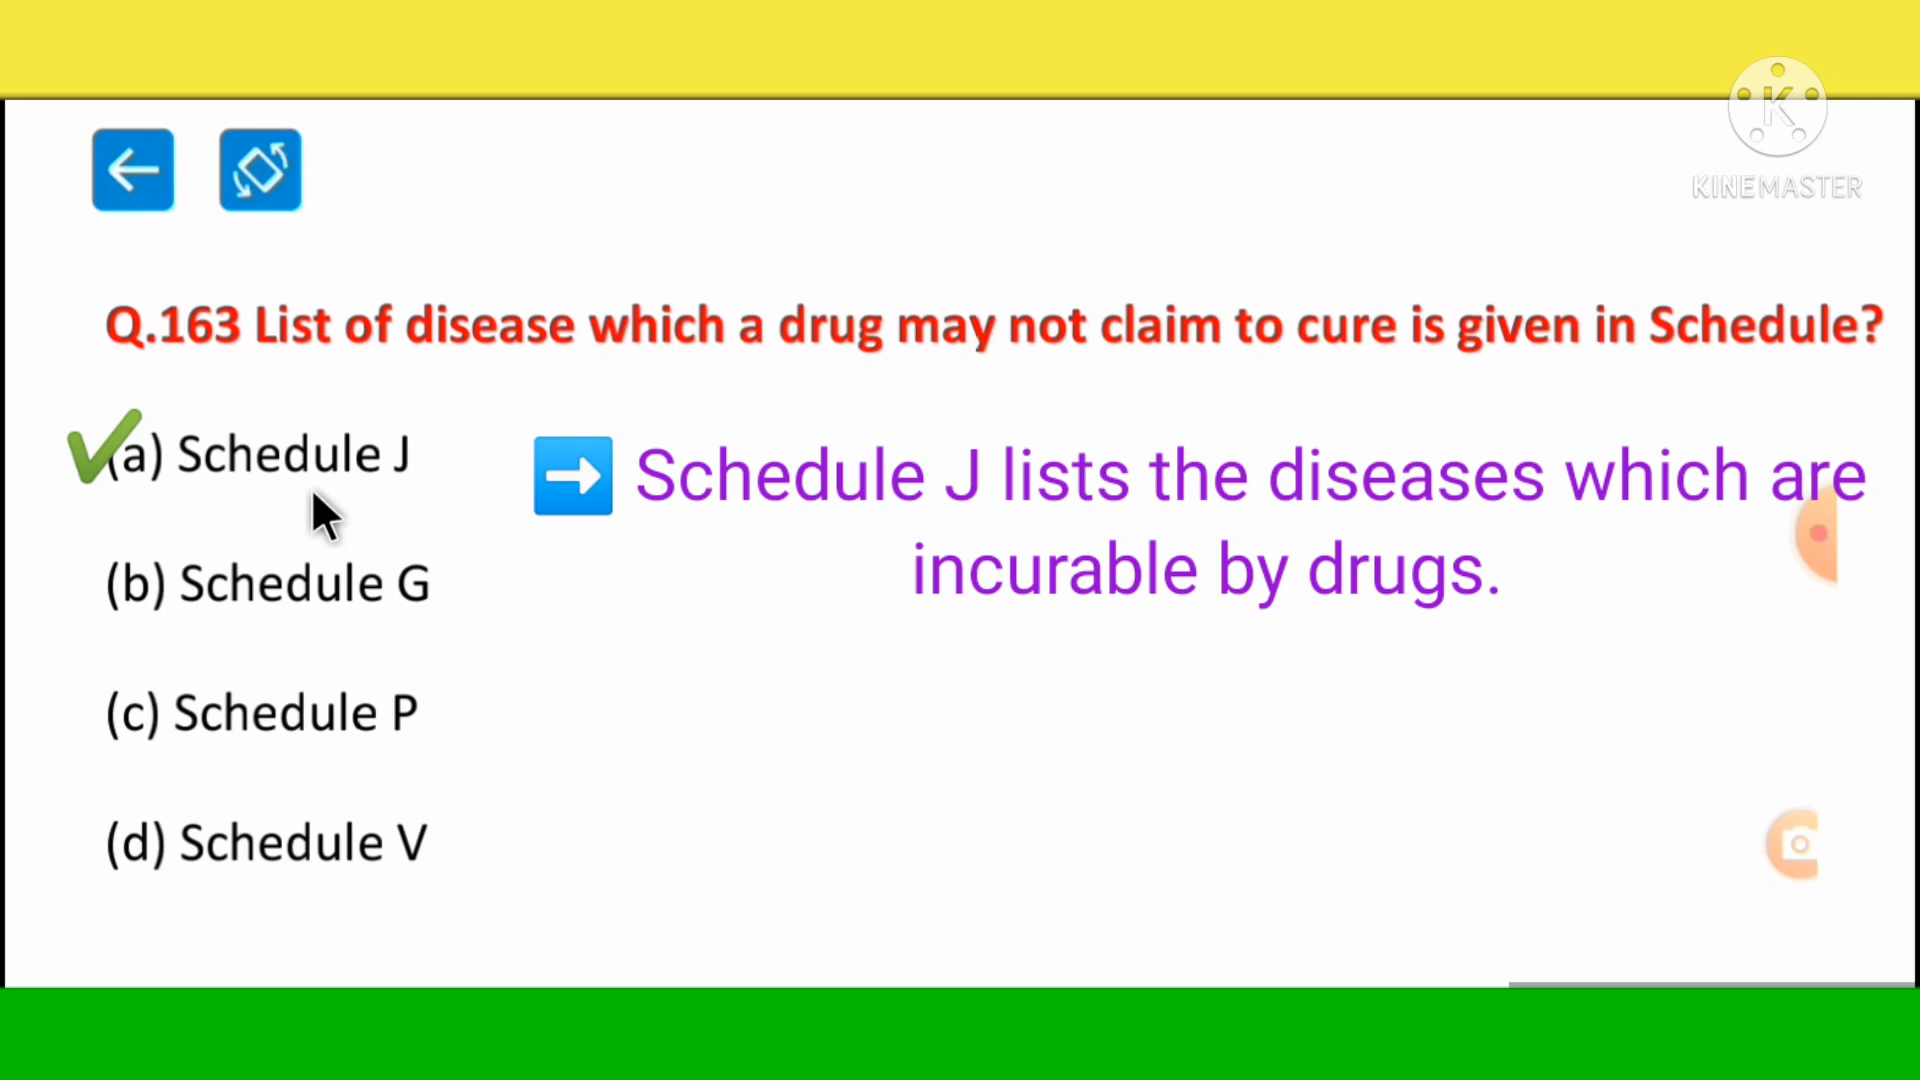 KINEMASTER
Q.163 List of disease which a drug may not claim to cure is given in Schedule?
(a) Schedule J
Schedule J lists the diseases which are
incurable by drugs.
(b) Schedule G
(c) Schedule P
(d) Schedule V